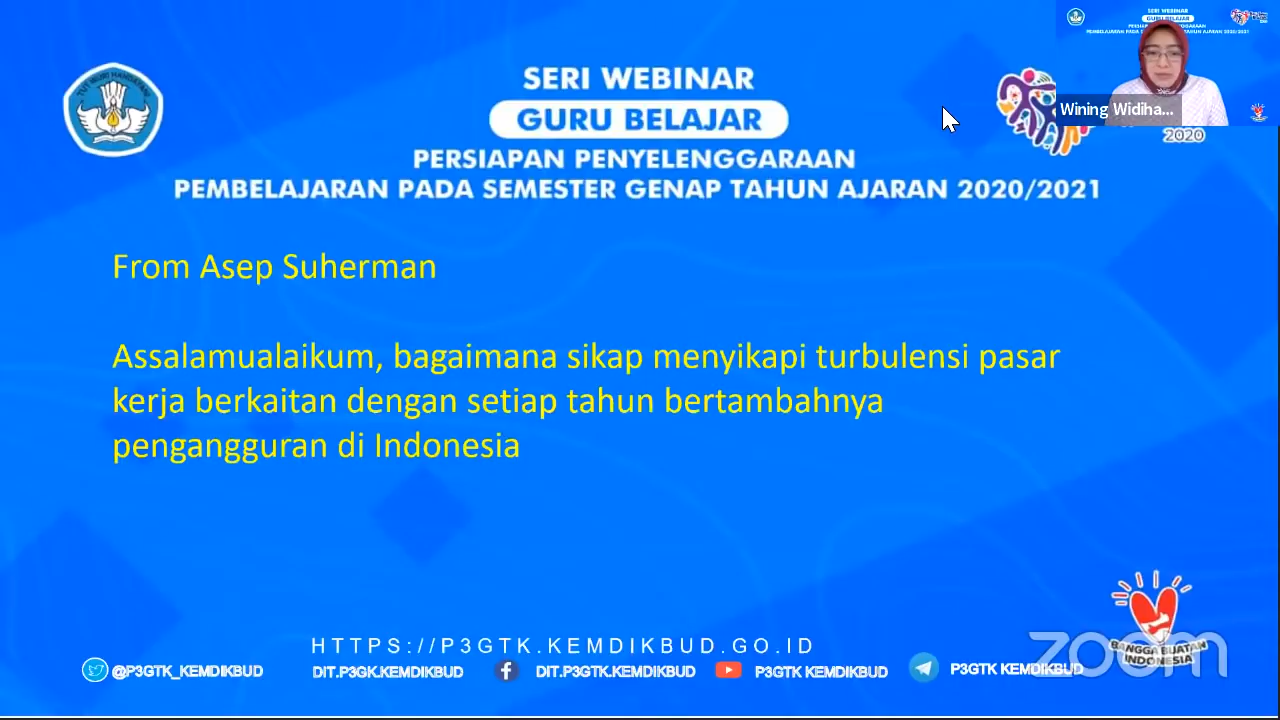 SERI WEBINAR
GURU BELAJAR
PERSIAPAN PENYELENGGARAAN
PEMBELAJARAN PADA SEMESTER GENAP TAHUN AJARAN 2020/2021
Wining Widiha...
2020
From Asep Suherman
Assalamualaikum, bagaimana sikap menyikapi turbulensi pasar
kerja berkaitan dengan setiap tahun bertambahnya
pengangguran di Indonesia
HTTPS://P3GTK.KEMDIKBUD.GO.ID
@P3GTK_KEMDIKBUD
DIT.P3GK.KEMDIKBUD
DIT.P3GTK.KEMDIKBUD
P3GTK KEMDIKBUD
P3GTK KEMDIKBUD
BANGGA BUATAN
INDONESIA
zoom